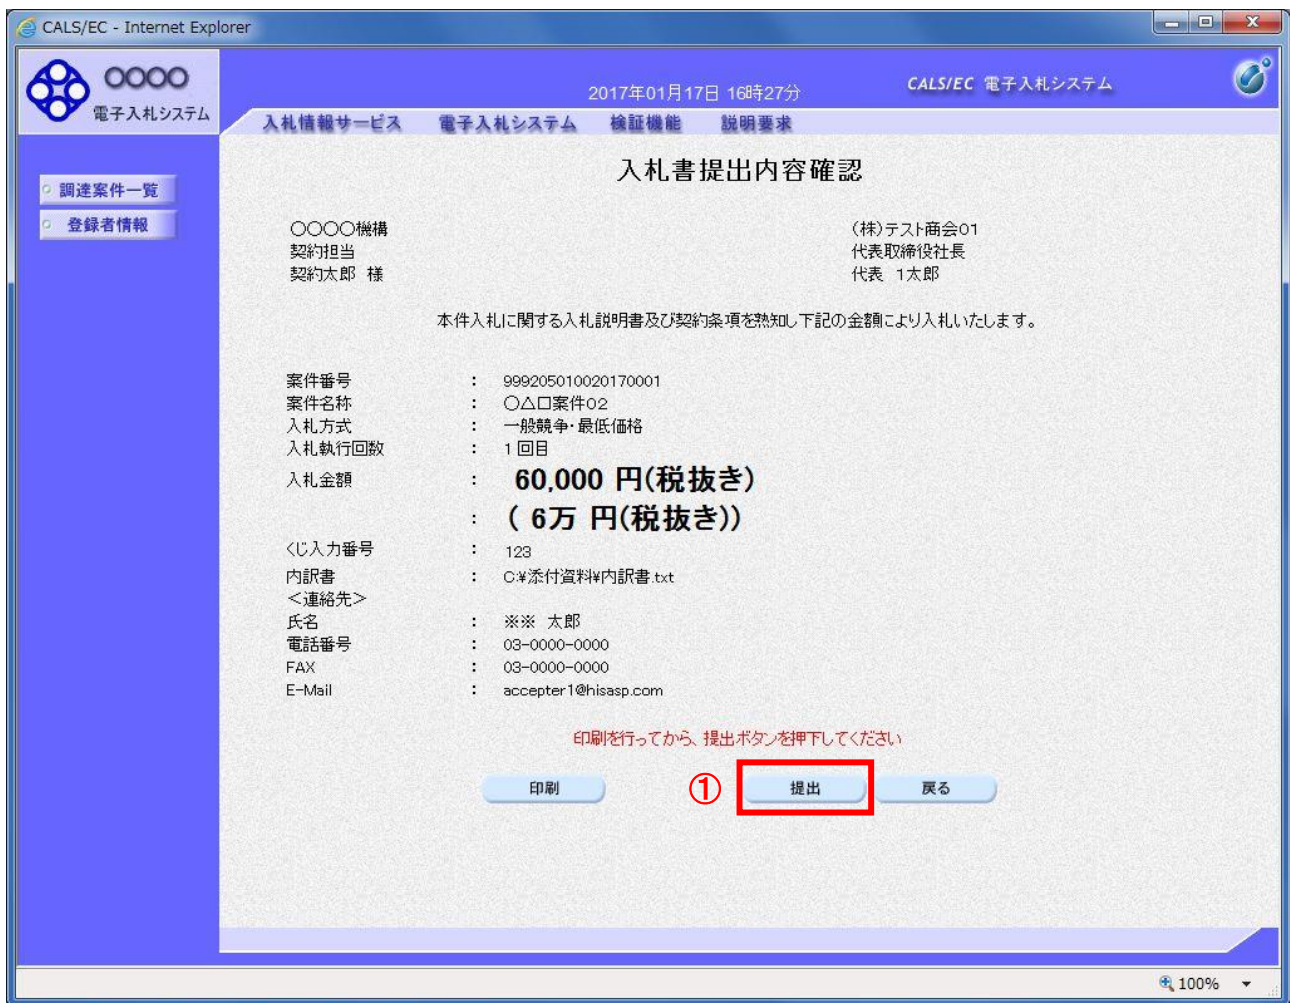 CALS/EC - Internet Explorer
〇〇〇〇
電子入札システム
2017年01月17日 16時27分
CALS/EC 電子入札システム
入札情報サービス 電子入札システム 検証機能 説明要求
調達案件一覧
登録者情報
入札書提出内容確認
〇〇〇〇機構
契約担当
契約太郎 様
(株)テスト商会01
代表取締役社長
代表 1太郎
本件入札に関する入札説明書及び契約条項を熟知し下記の金額により入札いたします。
案件番号 : 999205010020170001
案件名称 : 〇△□案件02
入札方式 : 一般競争・最低価格
入札執行回数 : 1回目
入札金額 : 60,000 円(税抜き)
: ( 6万 円(税抜き))
くじ入力番号 : 123
内訳書 : C:¥添付資料¥内訳書.txt
<連絡先>
氏名 : ※※ 太郎
電話番号 : 03-0000-0000
FAX : 03-0000-0000
E-Mail : accepter1@hisasp.com
印刷を行ってから、提出ボタンを押下してください
印刷 ① 提出 戻る
100%